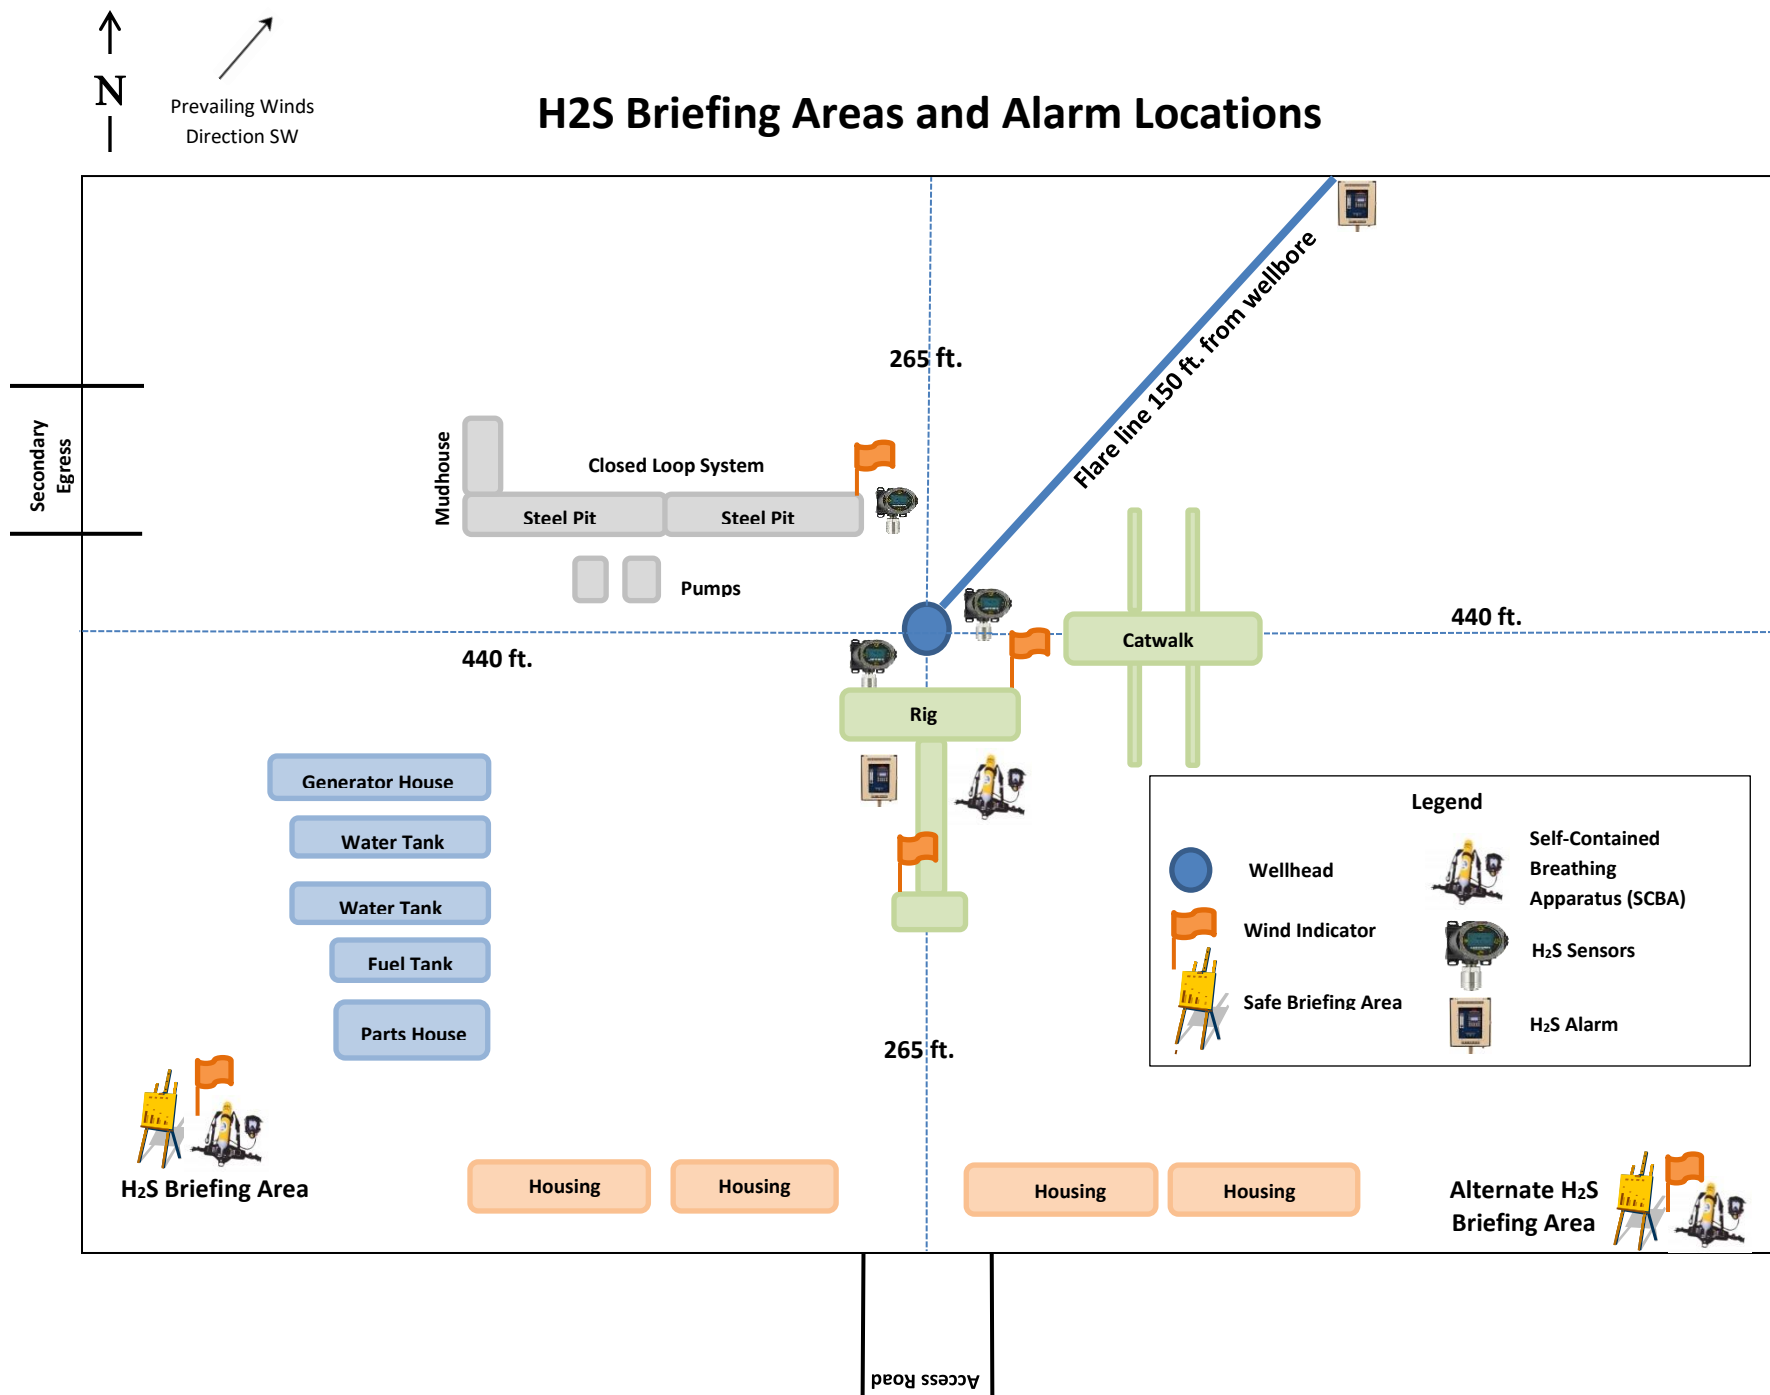 N
Prevailing Winds
Direction SW
H2S Briefing Areas and Alarm Locations
265 ft.
Flare line 150 ft. from wellbore
Secondary
Egress
Mudhouse
Closed Loop System
Steel Pit
Steel Pit
Pumps
440 ft.
440 ft.
Catwalk
Rig
Generator House
Water Tank
Water Tank
Fuel Tank
Parts House
265 ft.
Legend
Wellhead
Wind Indicator
Safe Briefing Area
Self-Contained
Breathing
Apparatus (SCBA)
H2S Sensors
H2S Alarm
H2S Briefing Area
Housing
Housing
Housing
Housing
Alternate H2S
Briefing Area
Access Road